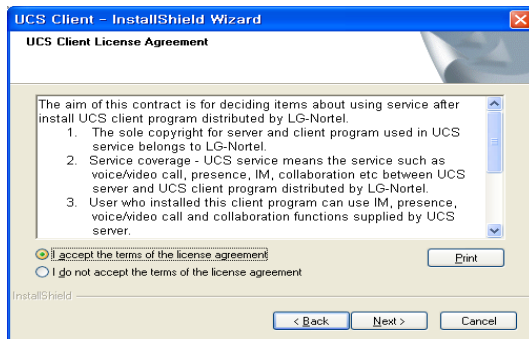 UCS Client - InstallShield Wizard
UCS Client License Agreement
The aim of this contract is for deciding items about using service after
install UCS client program distributed by LG-Nortel.
1. The sole copyright for server and client program used in UCS
service belongs to LG-Nortel.
2. Service coverage - UCS service means the service such as
voice/video call, presence, IM, collaboration etc between UCS
server and UCS client program distributed by LG-Nortel.
3. User who installed this client program can use IM, presence,
voice/video call and collaboration functions supplied by UCS
server.
I accept the terms of the license agreement
Print
I do not accept the terms of the license agreement
InstallShield
< Back
Next >
Cancel